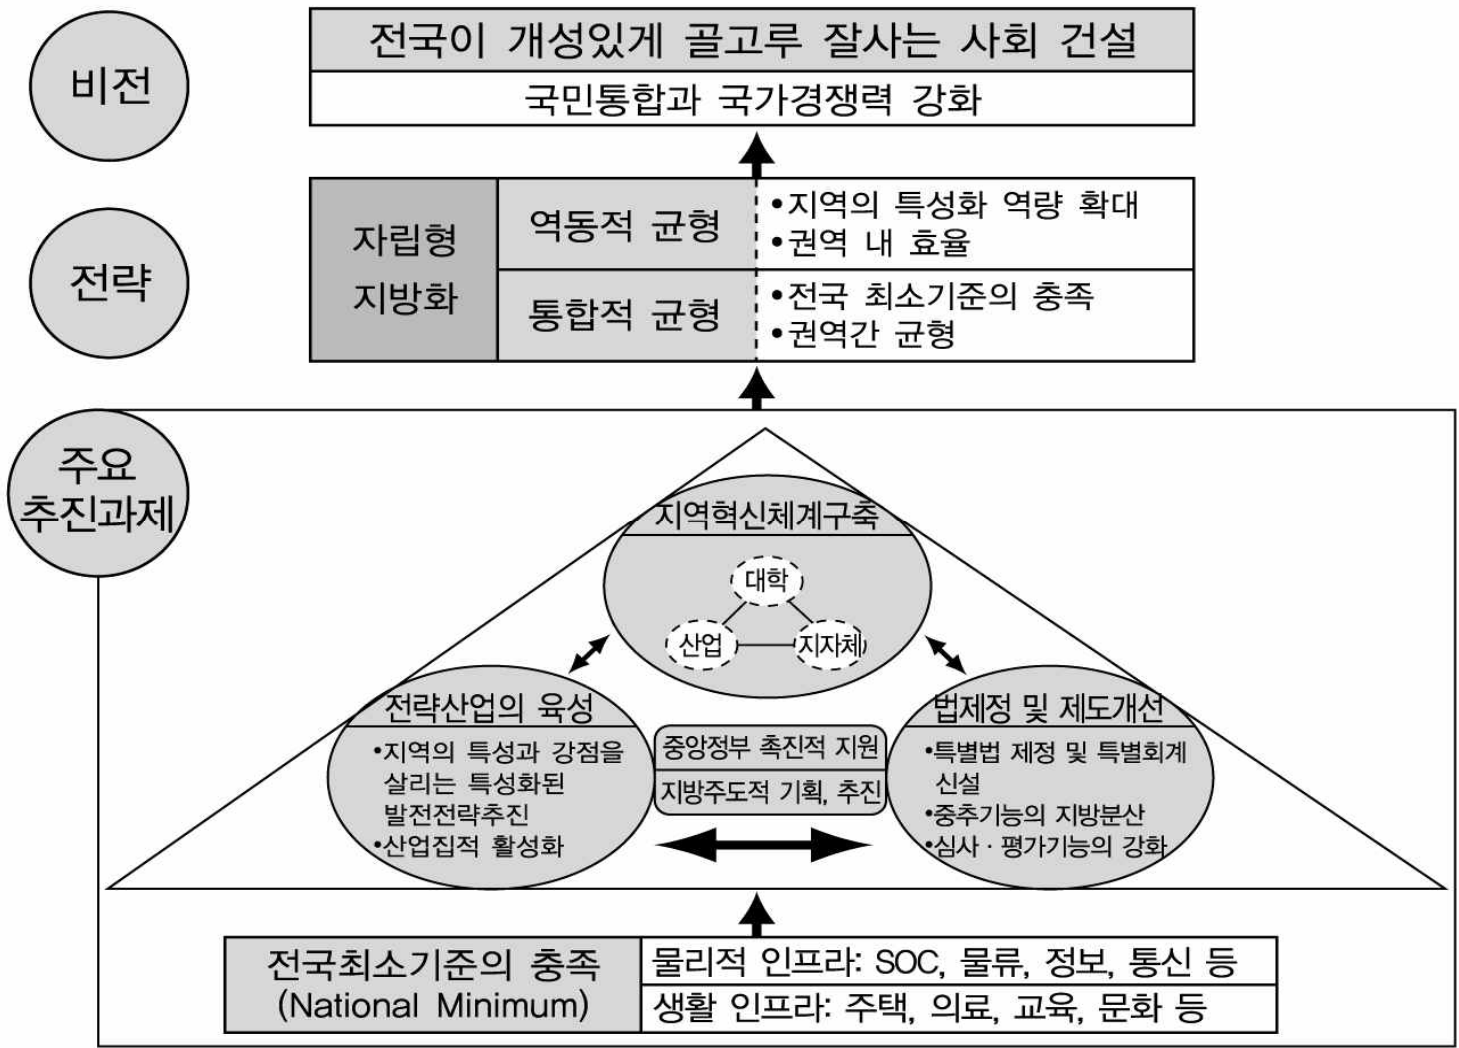 비전
전국이 개성있게 골고루 잘사는 사회 건설
국민통합과 국가경쟁력 강화
전략
자립형
지방화
역동적 균형
•지역의 특성화 역량 확대
•권역 내 효율
통합적 균형
•전국 최소기준의 충족
•권역간 균형
주요
추진과제
지역혁신체계구축
대학
산업
지자체
전략산업의 육성
•지역의 특성과 강점을
살리는 특성화된
발전전략추진
•산업집적 활성화
중앙정부 촉진적 지원
지방주도적 기획, 추진
법제정 및 제도개선
•특별법 제정 및 특별회계
신설
•중추기능의 지방분산
•심사 · 평가기능의 강화
전국최소기준의 충족
(National Minimum)
물리적 인프라: SOC, 물류, 정보, 통신 등
생활 인프라: 주택, 의료, 교육, 문화 등